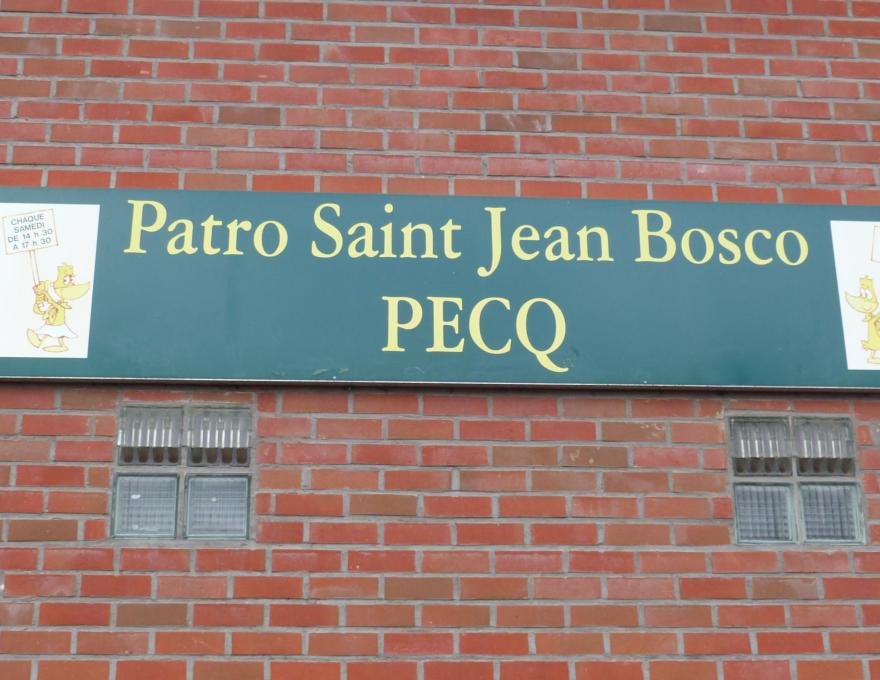 CHAQUE
SAMEDI
DE 14 h 30
A 17 h 30
Patro Saint Jean Bosco
PECQ